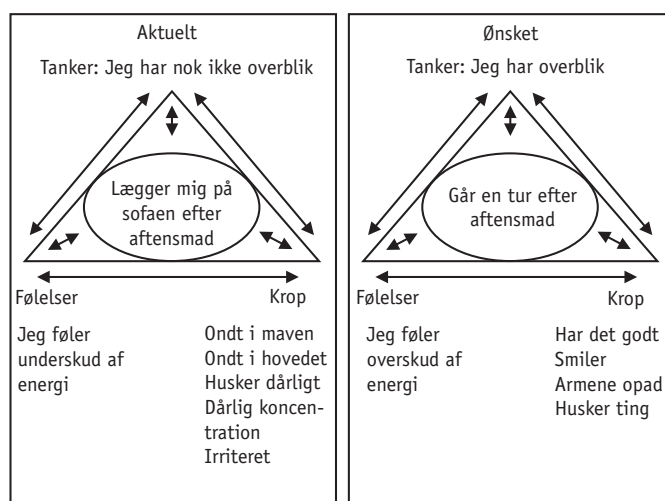 Aktuelt
Tanker: Jeg har nok ikke overblik
Lægger mig på
sofaen efter
aftensmad
Følelser
Krop
Jeg føler
underskud af
energi
Ondt i maven
Ondt i hovedet
Husker dårligt
Dårlig koncen-
tration
Irriteret
Ønsket
Tanker: Jeg har overblik
Går en tur efter
aftensmad
Følelser
Krop
Jeg føler
overskud af
energi
Har det godt
Smiler
Armene opad
Husker ting